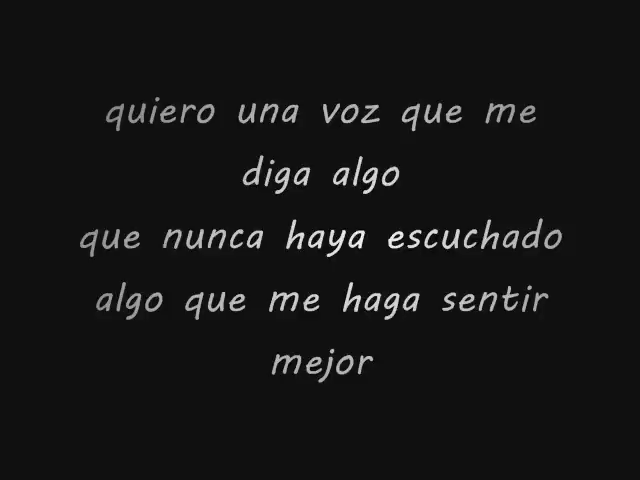 quiero una voz que me
diga algo
que nunca haya escuchado
algo que me haga sentir
mejor